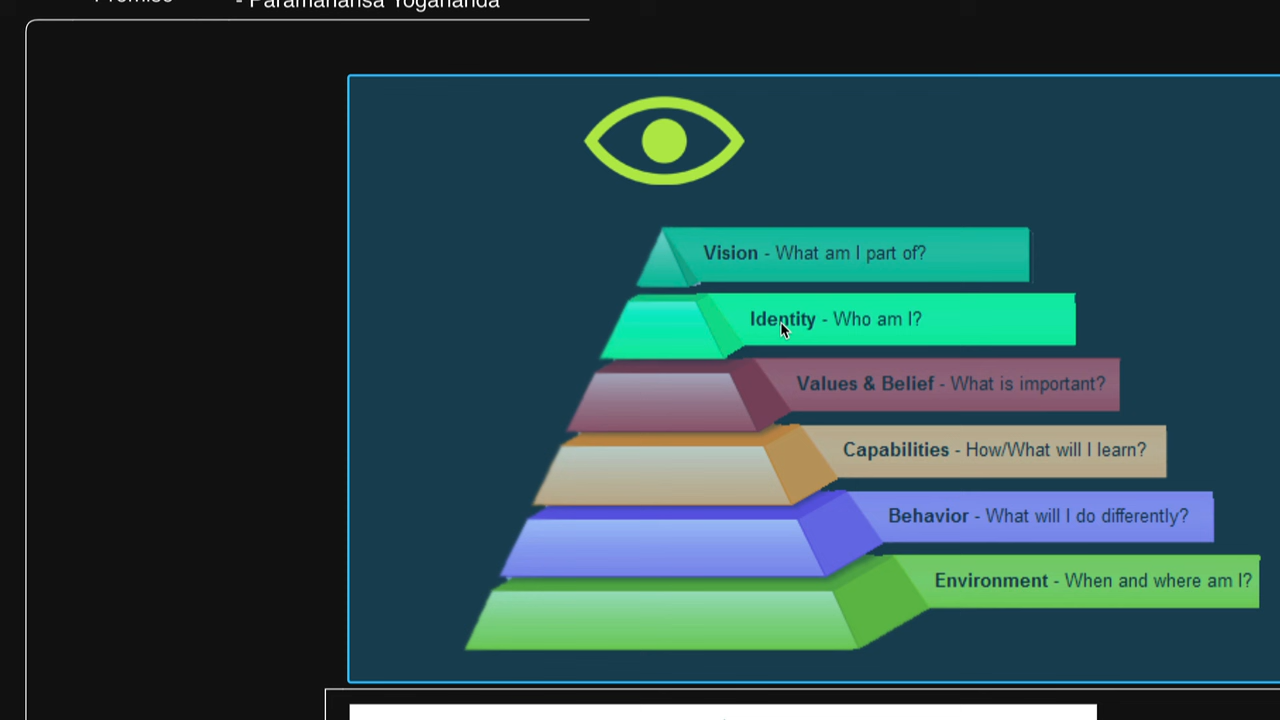 Promise - Paramahansa Yogananda
Vision - What am I part of?
Identity - Who am I?
Values & Belief - What is important?
Capabilities - How/What will I learn?
Behavior - What will I do differently?
Environment - When and where am I?